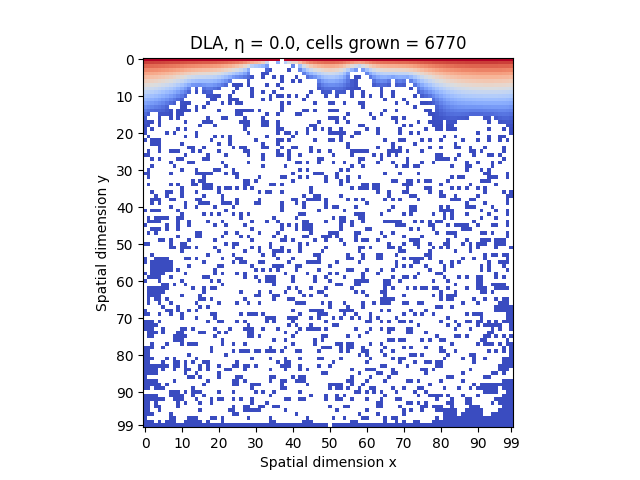 DLA, η = 0.0, cells grown = 6770
0
10
20
30
40
50
60
70
80
90
99
Spatial dimension y
0 10 20 30 40 50 60 70 80 90 99
Spatial dimension x